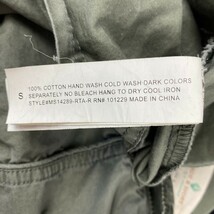 S
100% COTTON HAND WASH COLD WASH DARK COLORS
SEPARATELY NO BLEACH HANG TO DRY COOL IRON
STYLE#MS14289-RTA-R RN# 101229 MADE IN CHINA